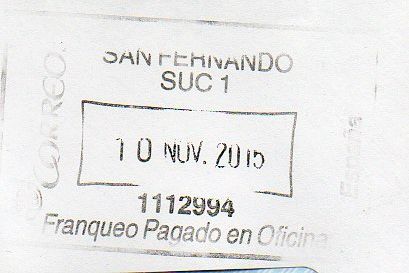 SAN FERNANDO
SUC 1
CORREOS
10 NOV. 2015
España
1112994
Franqueo Pagado en Oficina